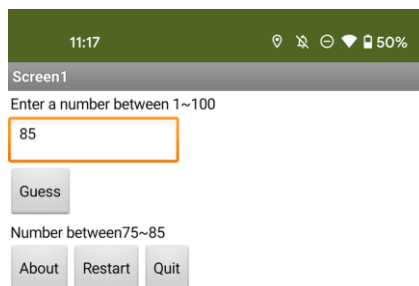 11:17 50%
Screen1
Enter a number between 1~100
85
Guess
Number between75~85
About Restart Quit